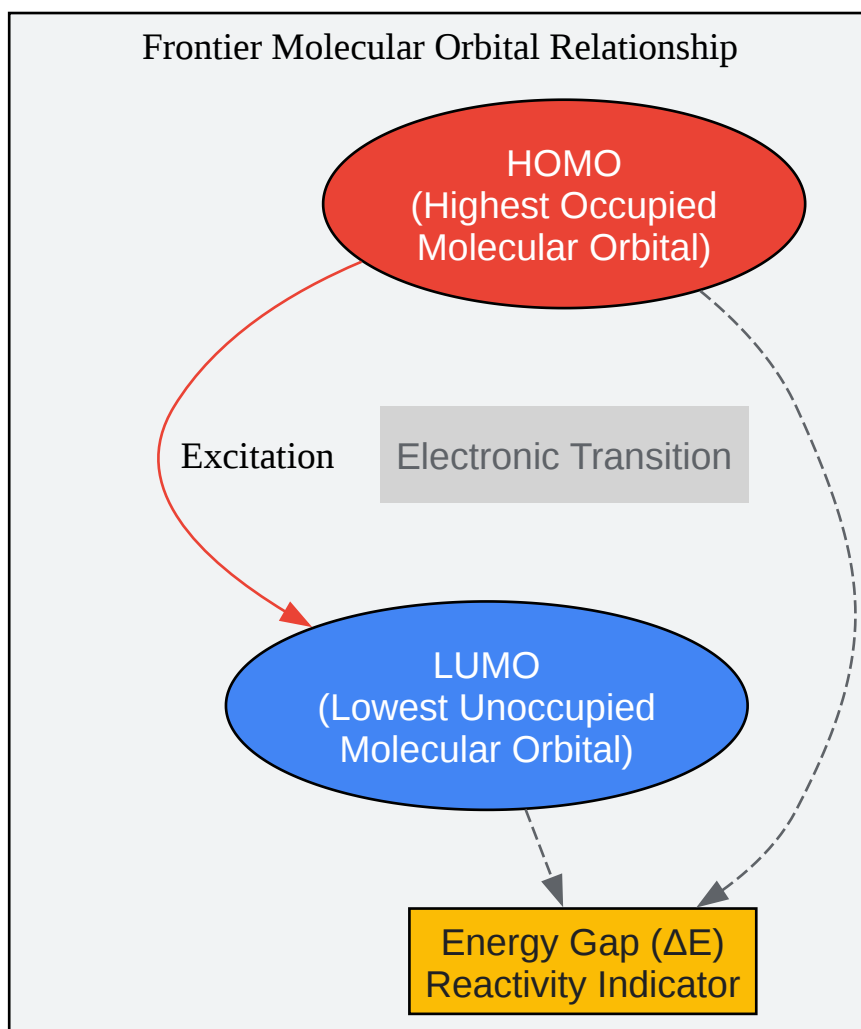 Frontier Molecular Orbital Relationship
HOMO
(Highest Occupied
Molecular Orbital)
Excitation
Electronic Transition
LUMO
(Lowest Unoccupied
Molecular Orbital)
Energy Gap (ΔE)
Reactivity Indicator